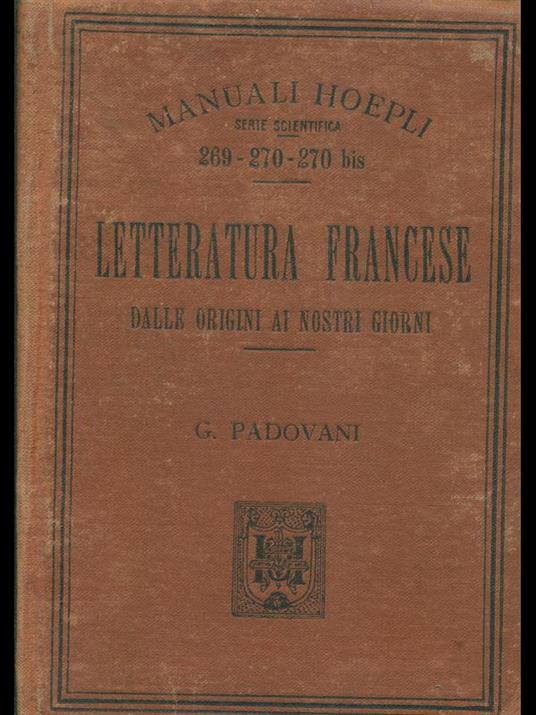 MANUALI HOEPLI
SERIE SCIENTIFICA
269-270-270 bis
LETTERATURA FRANCESE
DALLE ORIGINI AI NOSTRI GIORNI
G. PADOVANI